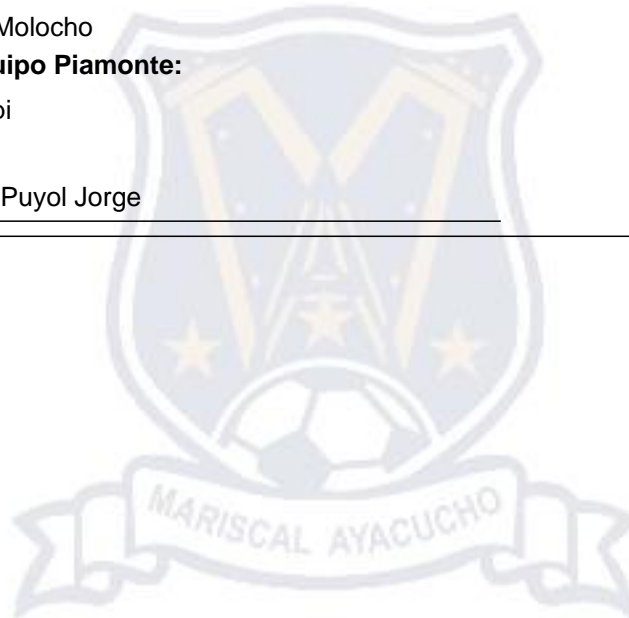 Molocho
uipo Piamonte:
oi
Puyol Jorge
MARISCAL AYACUCHO